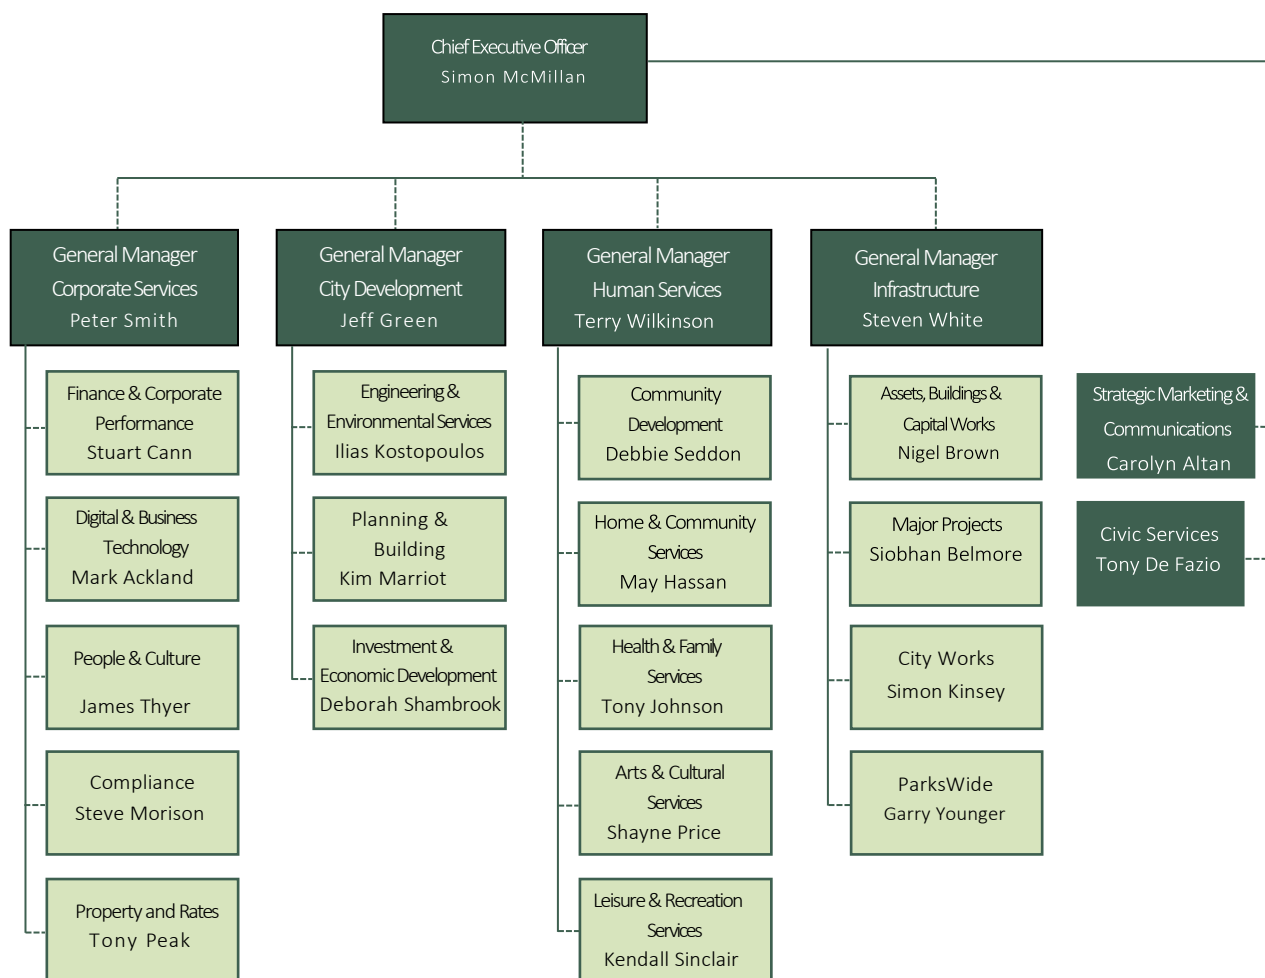 Chief Executive Officer
Simon McMillan
General Manager
Corporate Services
Peter Smith
General Manager
City Development
Jeff Green
General Manager
Human Services
Terry Wilkinson
General Manager
Infrastructure
Steven White
Finance & Corporate
Performance
Stuart Cann
Digital & Business
Technology
Mark Ackland
People & Culture
James Thyer
Compliance
Steve Morison
Property and Rates
Tony Peak
Engineering &
Environmental Services
Ilias Kostopoulos
Planning &
Building
Kim Marriot
Investment &
Economic Development
Deborah Shambrook
Community
Development
Debbie Seddon
Home & Community
Services
May Hassan
Health & Family
Services
Tony Johnson
Arts & Cultural
Services
Shayne Price
Leisure & Recreation
Services
Kendall Sinclair
Assets, Buildings &
Capital Works
Nigel Brown
Major Projects
Siobhan Belmore
City Works
Simon Kinsey
ParksWide
Garry Younger
Strategic Marketing &
Communications
Carolyn Altan
Civic Services
Tony De Fazio